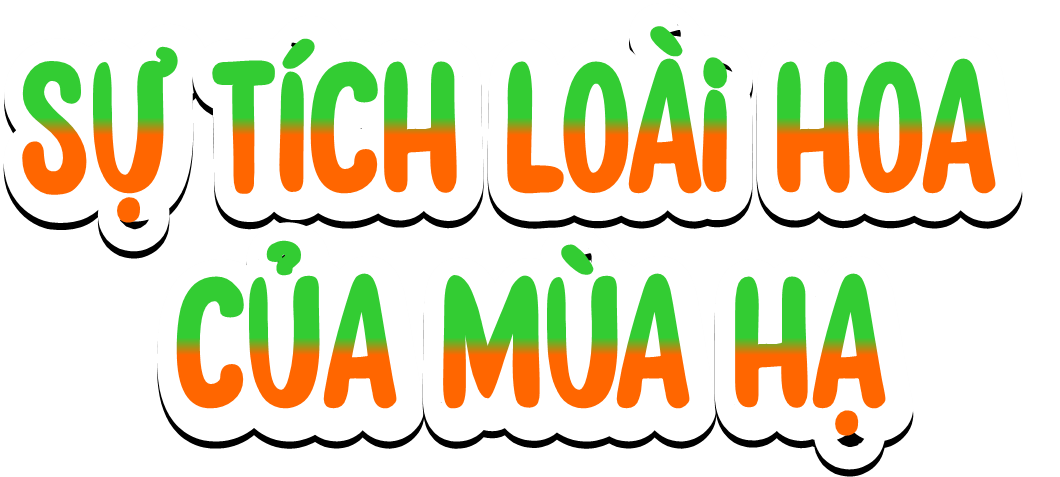 SỰ TÍCH LOÀI HOA
CỦA MÙA HẠ